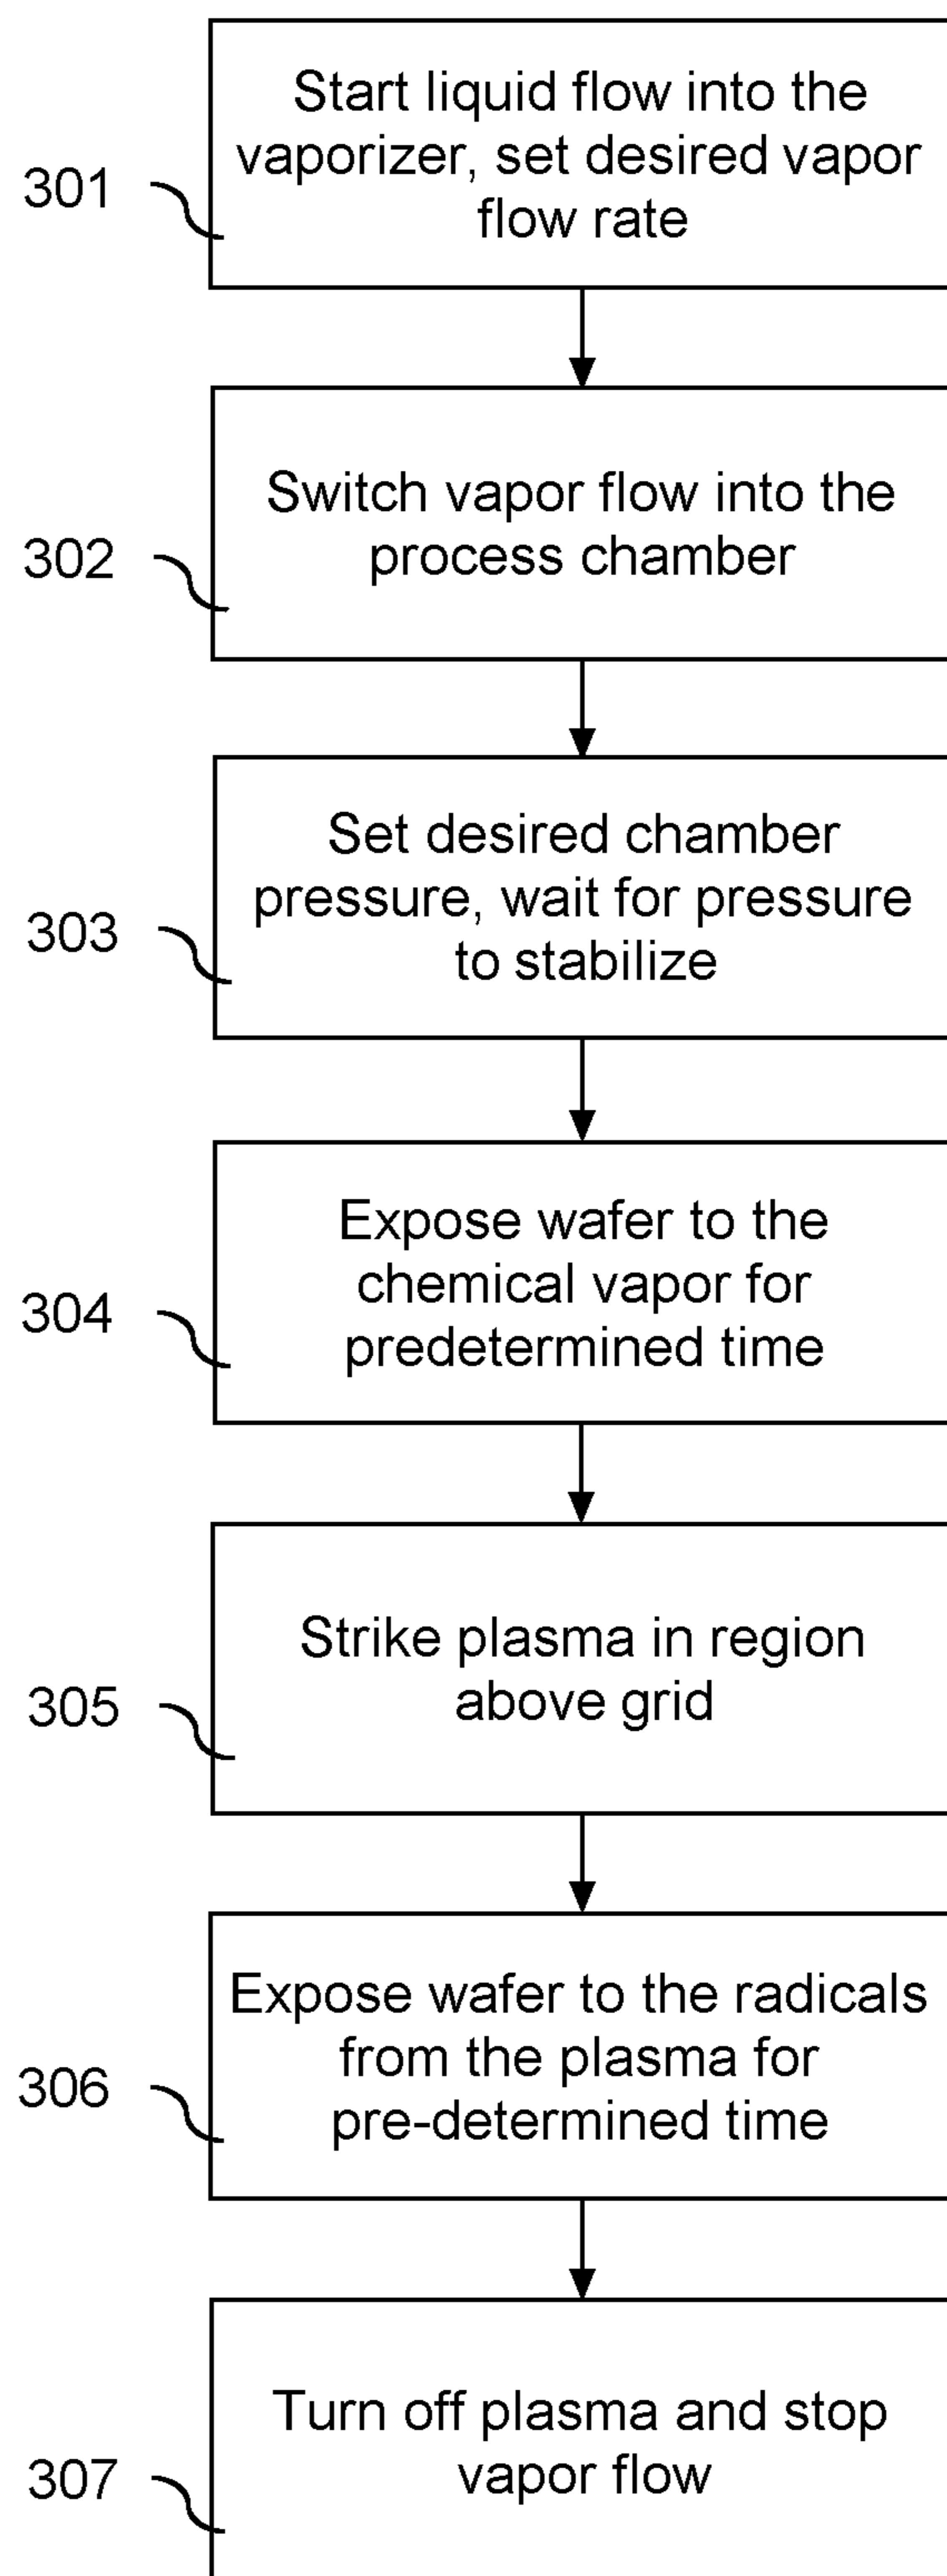 Start liquid flow into the
vaporizer, set desired vapor
flow rate
301
Switch vapor flow into the
process chamber
302
Set desired chamber
pressure, wait for pressure
to stabilize
303
Expose wafer to the
chemical vapor for
predetermined time
304
Strike plasma in region
above grid
305
Expose wafer to the radicals
from the plasma for
pre-determined time
306
Turn off plasma and stop
vapor flow
307